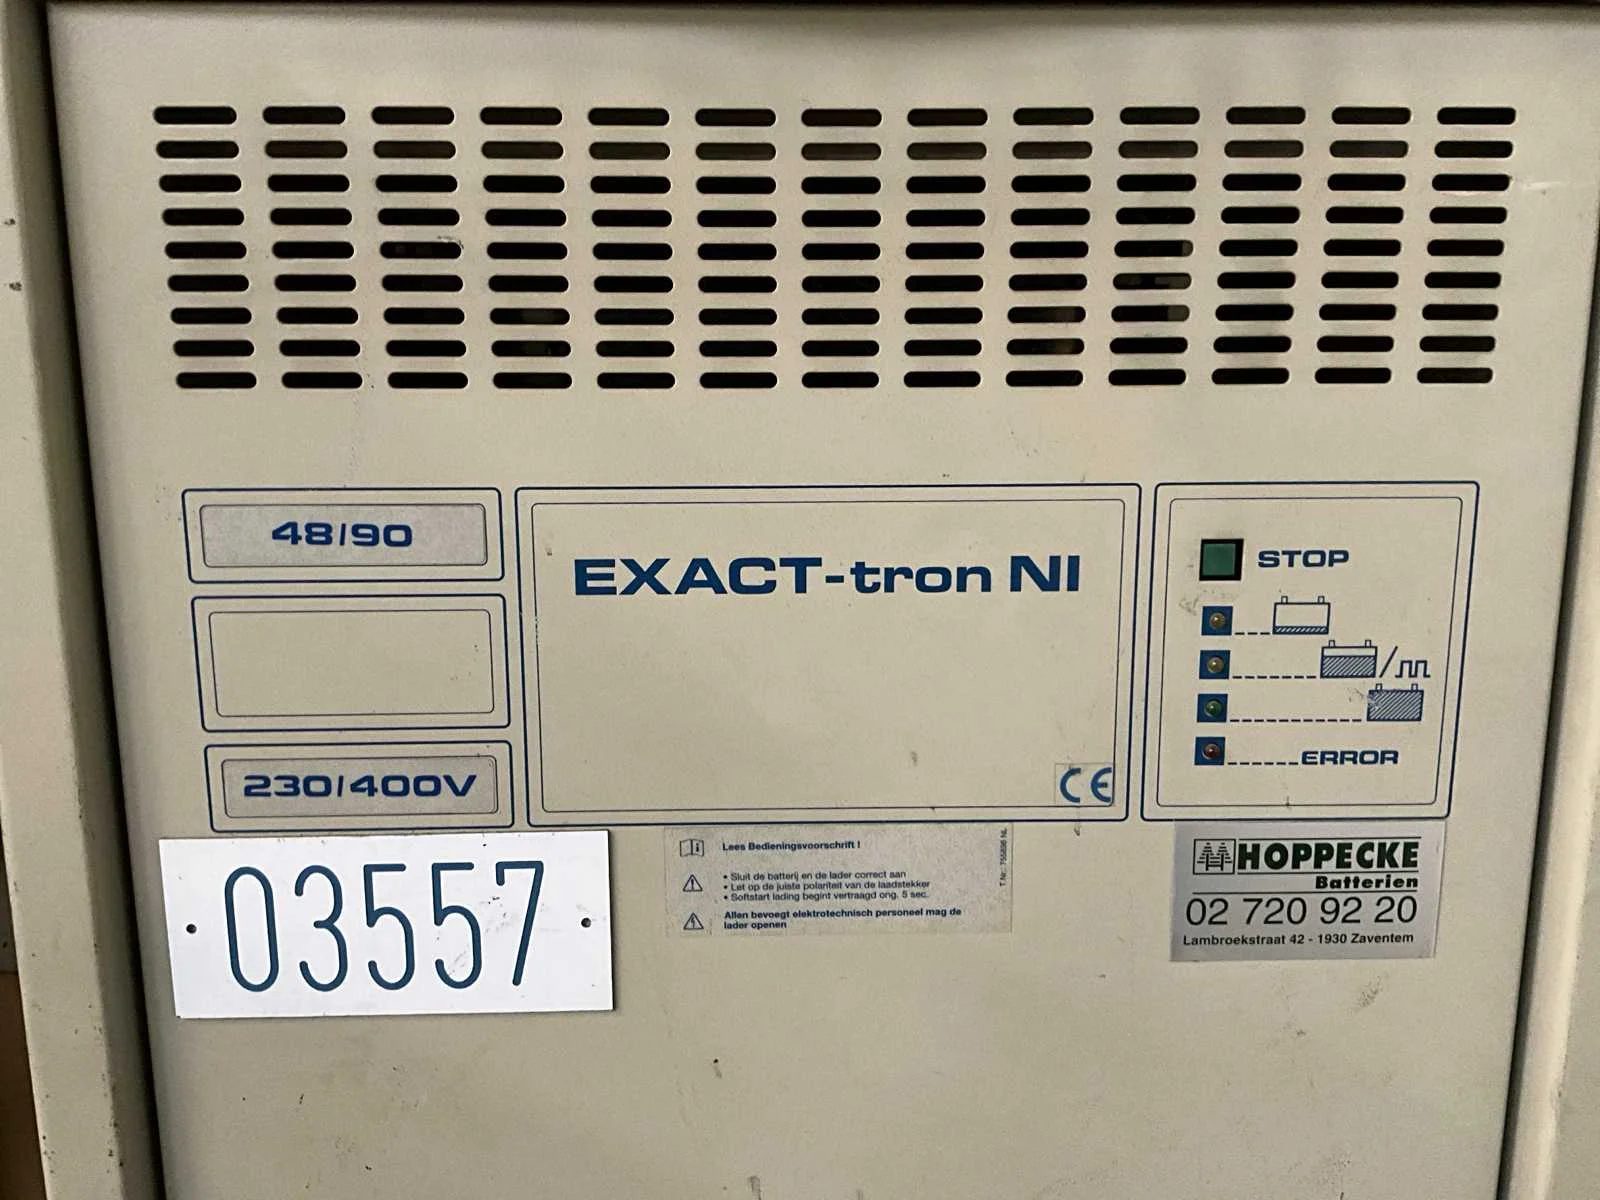 48/90
230/400V
EXACT-tron NI
CE
STOP
ERROR
03557
Lees Bedieningsvoorschrift !
• Sluit de batterij en de lader correct aan
• Let op de juiste polariteit van de laadstekker
• Softstart lading begint vertraagd ong. 5 sec.
Allen bevoegt elektrotechnisch personeel mag de
lader openen
HOPPECKE
Batterien
02 720 92 20
Lambroekstraat 42 - 1930 Zaventem